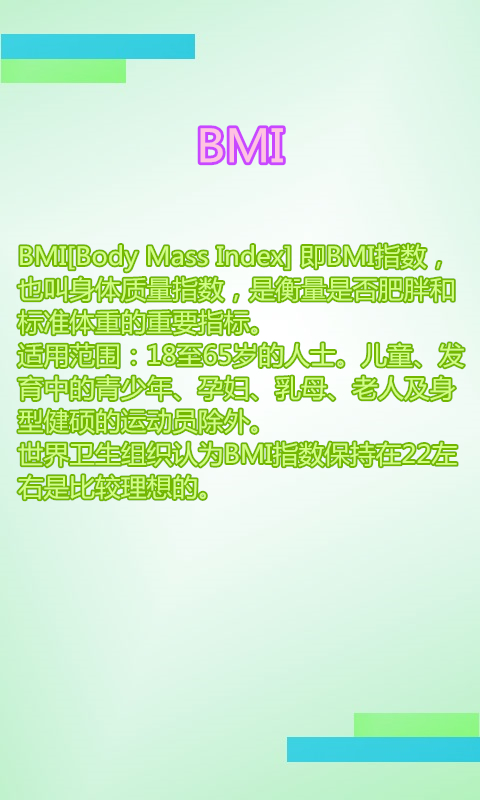 BMI
BMI[Body Mass Index] 即BMI指数，
也叫身体质量指数，是衡量是否肥胖和
标准体重的重要指标。
适用范围：18至65岁的人士。儿童、发
育中的青少年、孕妇、乳母、老人及身
型健硕的运动员除外。
世界卫生组织认为BMI指数保持在22左
右是比较理想的。